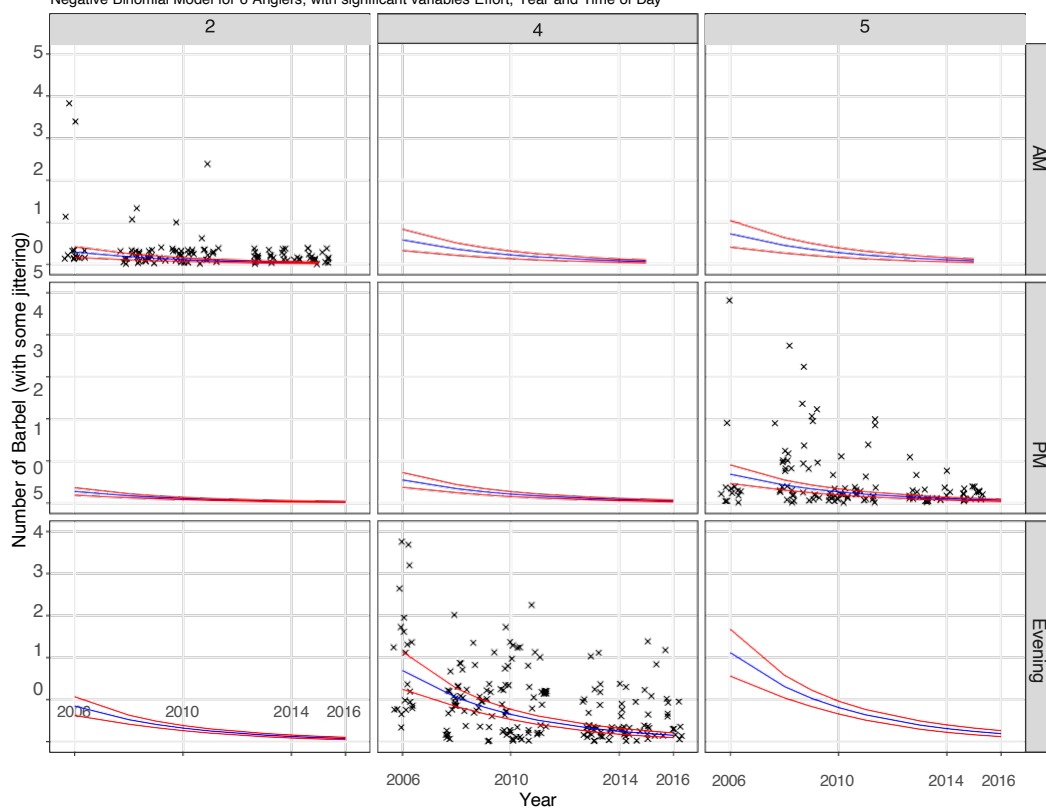 Negative Binomial Model for 6 Anglers, with significant variables Effort, Year and Time of Day
2 4 5
5
4
3
2
1
0
AM
5
4
3
2
1
0
PM
5
4
3
2
1
0
Evening
Number of Barbel (with some jittering)
2006 2010 2014 2016
2006 2010 2014 2016
2006 2010 2014 2016
Year